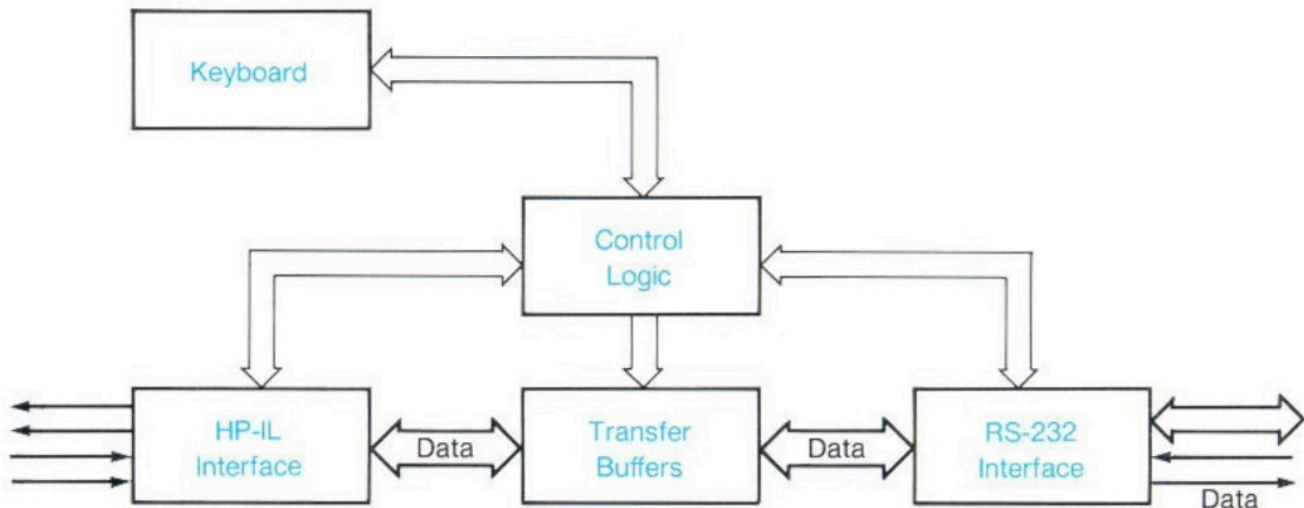 Keyboard
Control
Logic
HP-IL
Interface
Data
Transfer
Buffers
Data
RS-232
Interface
Data